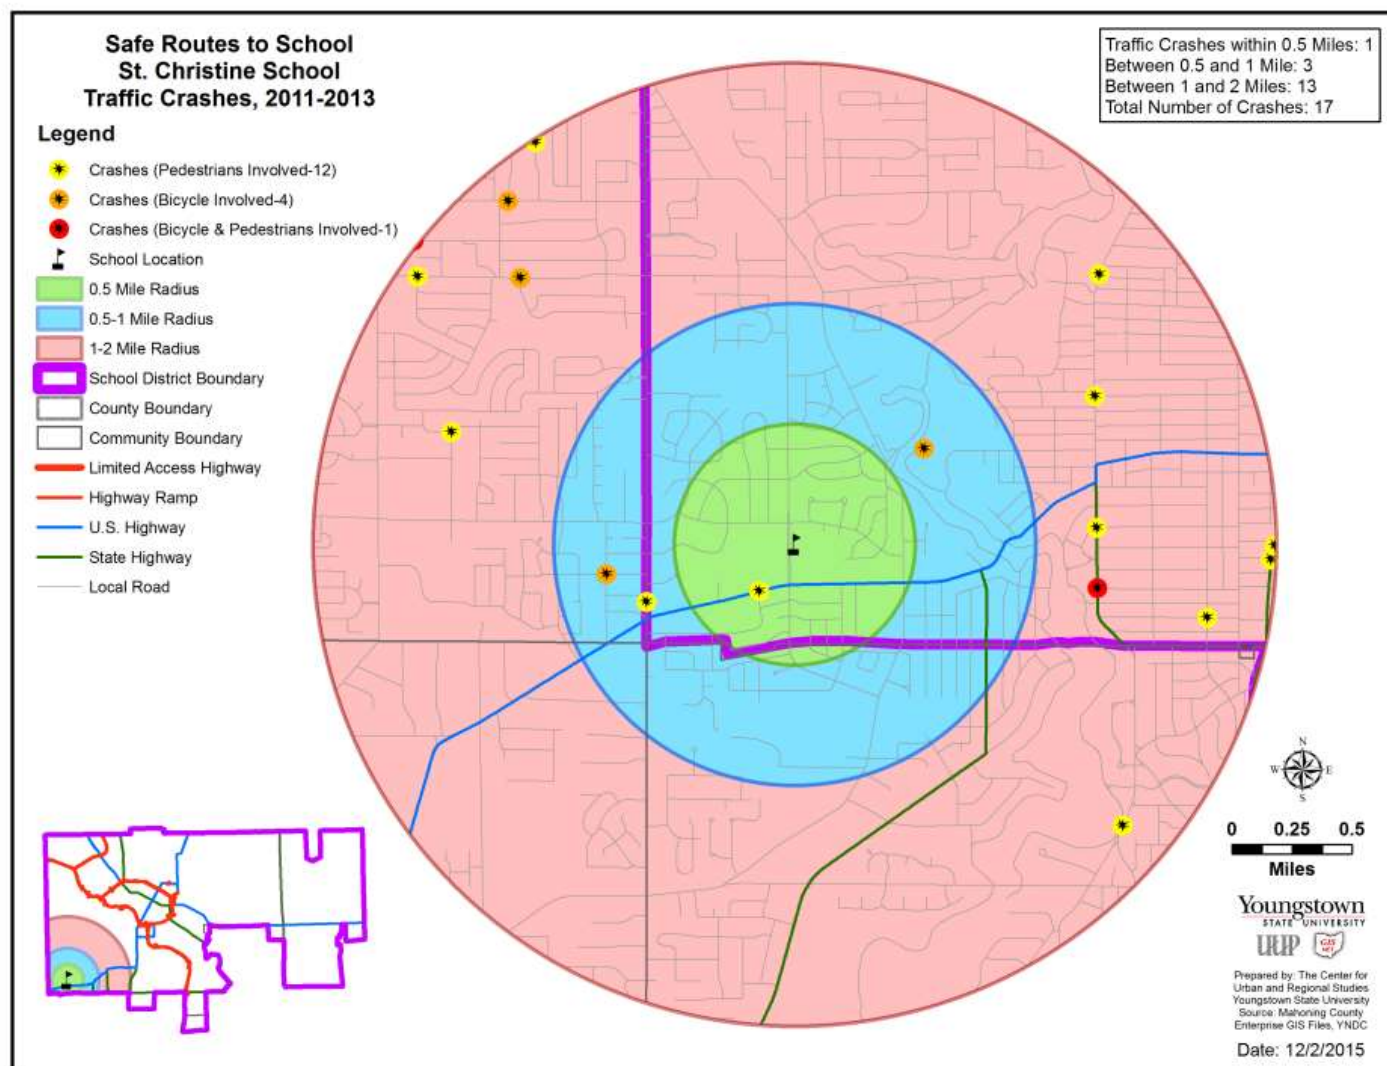 Safe Routes to School
St. Christine School
Traffic Crashes, 2011-2013
Traffic Crashes within 0.5 Miles: 1
Between 0.5 and 1 Mile: 3
Between 1 and 2 Miles: 13
Total Number of Crashes: 17
Legend
Crashes (Pedestrians Involved-12)
Crashes (Bicycle Involved-4)
Crashes (Bicycle & Pedestrians Involved-1)
School Location
0.5 Mile Radius
0.5-1 Mile Radius
1-2 Mile Radius
School District Boundary
County Boundary
Community Boundary
Limited Access Highway
Highway Ramp
U.S. Highway
State Highway
Local Road
N
W E
S
0 0.25 0.5
Miles
Youngstown
STATE UNIVERSITY
UUP GIS
Prepared by: The Center for
Urban and Regional Studies
Youngstown State University
Source: Mahoning County
Enterprise GIS Files, YNDC
Date: 12/2/2015